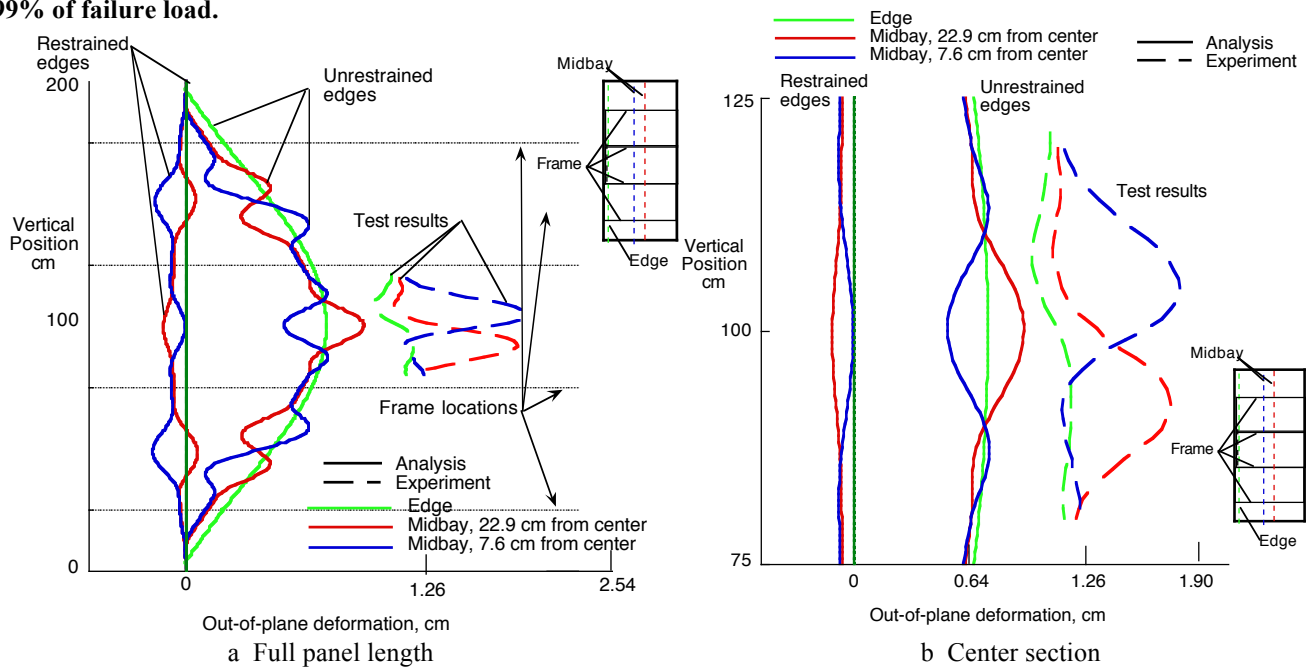 99% of failure load.
Restrained
edges
Unrestrained
edges
200
Vertical
Position
cm
100
0
Test results
Frame
Edge
Midbay
Frame locations
Analysis
Experiment
Edge
Midbay, 22.9 cm from center
Midbay, 7.6 cm from center
0
1.26
2.54
Out-of-plane deformation, cm
a Full panel length
Edge
Midbay, 22.9 cm from center
Midbay, 7.6 cm from center
Analysis
Experiment
Restrained
edges
Unrestrained
edges
125
Vertical
Position
cm
100
75
Test results
Midbay
Frame
Edge
0
0.64
1.26
1.90
Out-of-plane deformation, cm
b Center section